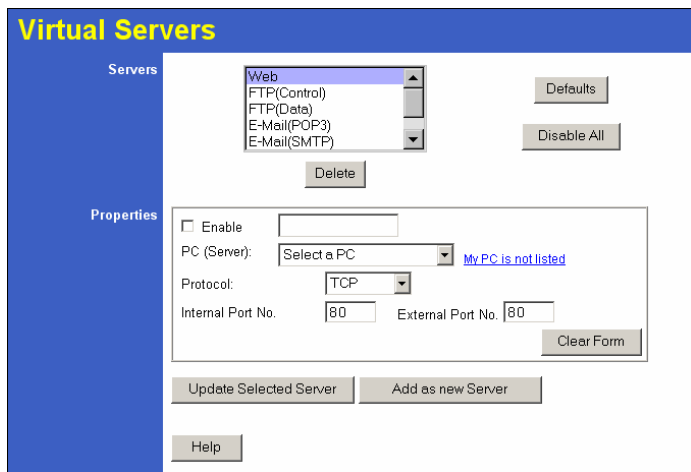 Virtual Servers
Servers
Web
FTP(Control)
FTP(Data)
E-Mail(POP3)
E-Mail(SMTP)
Defaults
Disable All
Delete
Properties
Enable
PC (Server): Select a PC My PC is not listed
Protocol: TCP
Internal Port No. 80 External Port No. 80
Clear Form
Update Selected Server Add as new Server
Help